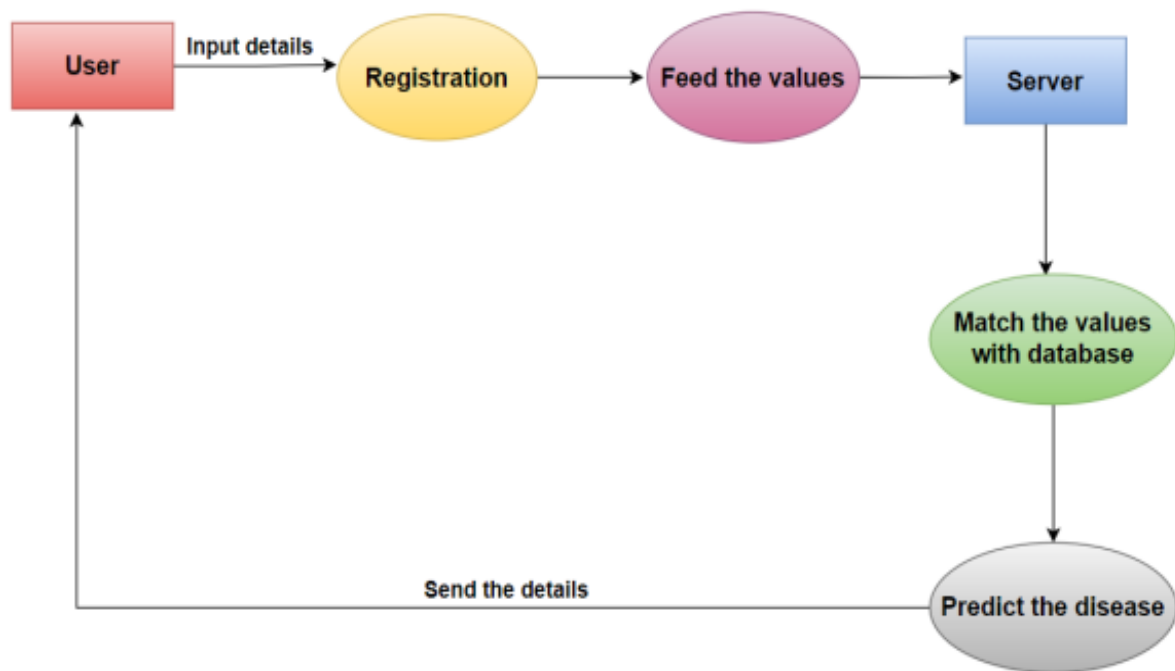 User
Input details
Registration
Feed the values
Server
Match the values
with database
Predict the disease
Send the details